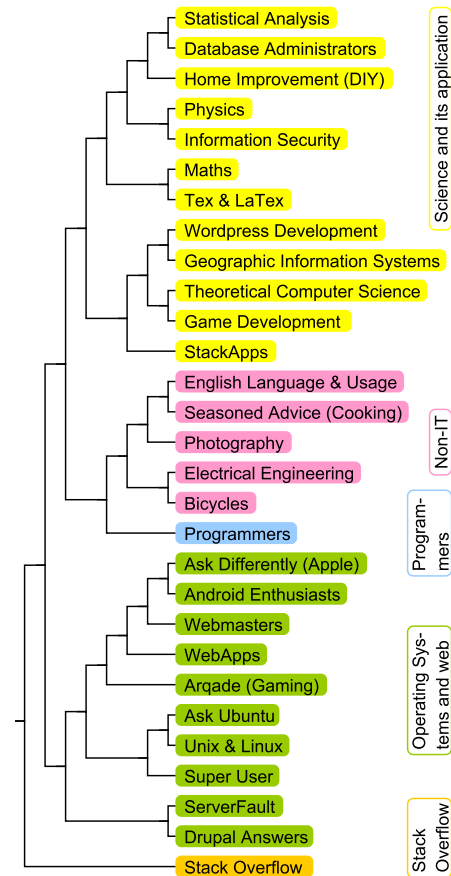 Statistical Analysis
Database Administrators
Home Improvement (DIY)
Physics
Information Security
Maths
Tex & LaTex
Wordpress Development
Geographic Information Systems
Theoretical Computer Science
Game Development
StackApps
English Language & Usage
Seasoned Advice (Cooking)
Photography
Electrical Engineering
Bicycles
Programmers
Ask Differently (Apple)
Android Enthusiasts
Webmasters
WebApps
Arqade (Gaming)
Ask Ubuntu
Unix & Linux
Super User
ServerFault
Drupal Answers
Stack Overflow
Science and its application
Non-IT
Program-
mers
Operating Sys-
tems and web
Stack
Overflow